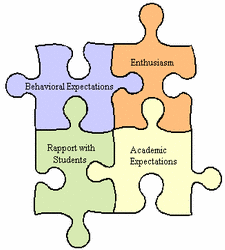 Enthusiasm
Behavioral Expectations
Rapport with
Students
Academic
Expectations